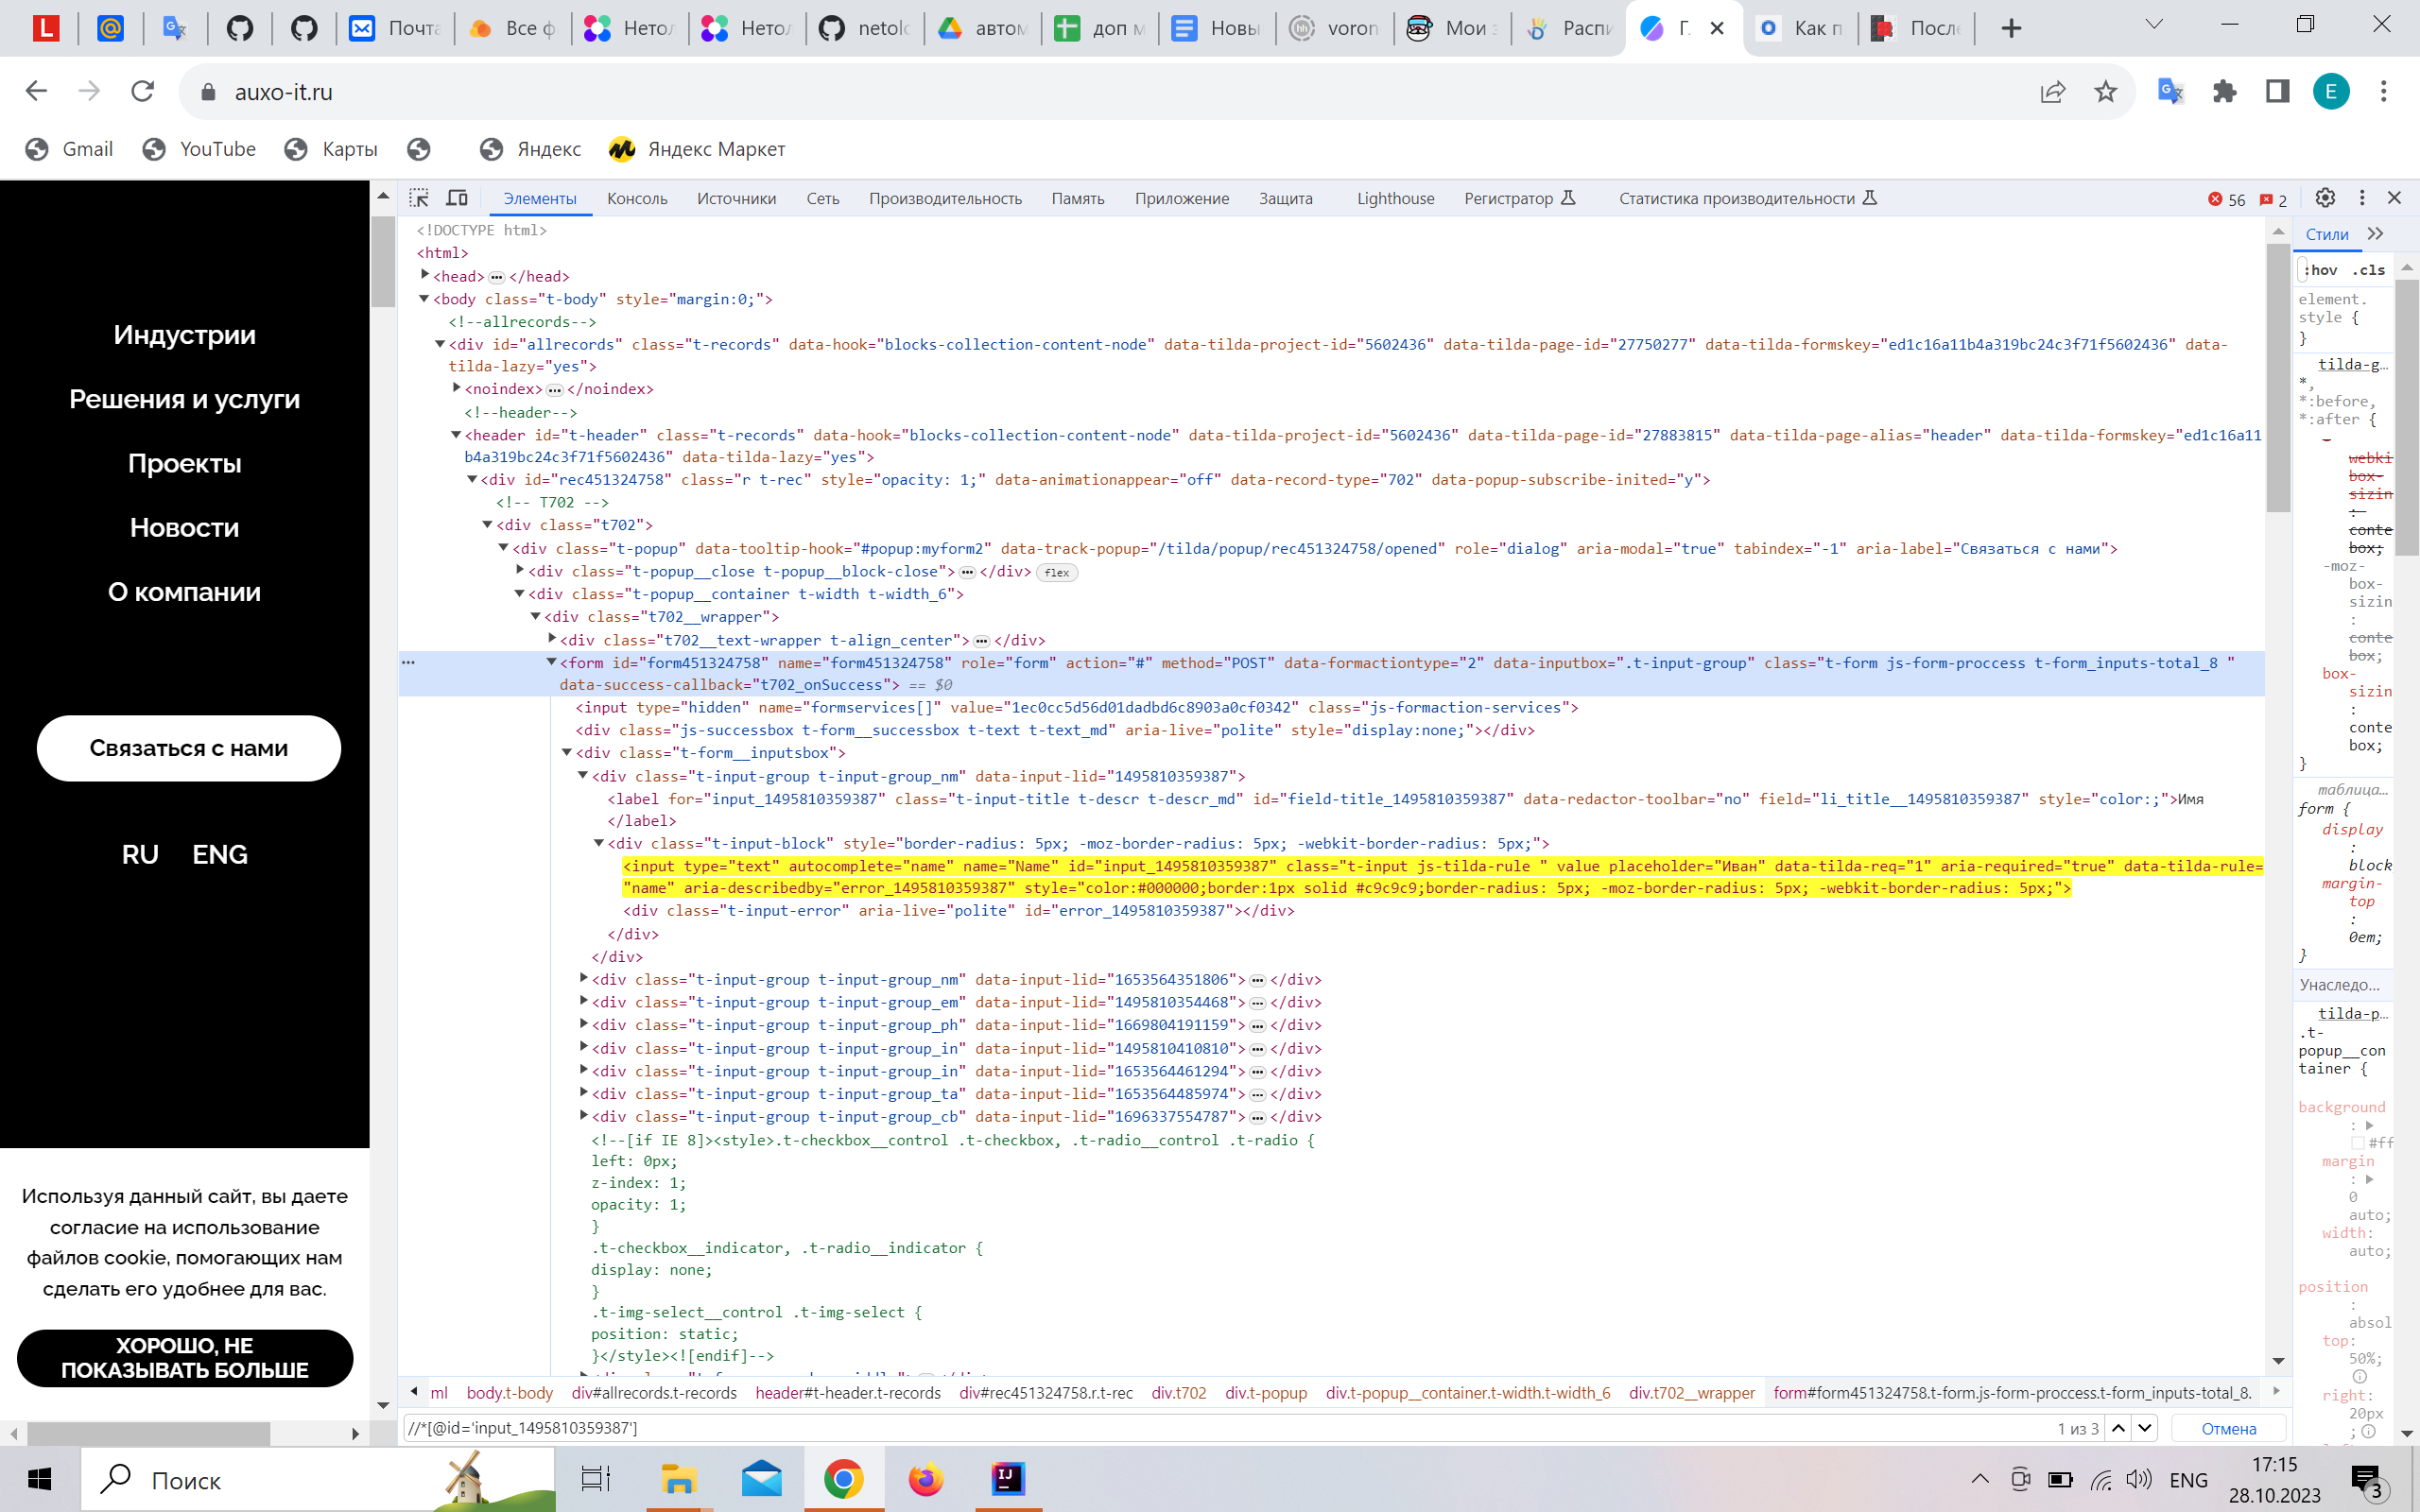 Почта
Все ф
Нетол
Нетол
netolo
автом
доп м
Новы
voron
Мои з
Распи
Г
Как п
После
auxo-it.ru
E
Gmail
YouTube
Карты
Яндекс
Яндекс Маркет
Индустрии
Решения и услуги
Проекты
Новости
О компании
Связаться с нами
RU ENG
Используя данный сайт, вы даете
согласие на использование
файлов cookie, помогающих нам
сделать его удобнее для вас.
ХОРОШО, НЕ
ПОКАЗЫВАТЬ БОЛЬШЕ
Элементы Консоль Источники Сеть Производительность Память Приложение Защита Lighthouse Регистратор Статистика производительности 56 2
<!DOCTYPE html>
<html>
<head> ••• </head>
<body class="t-body" style="margin:0;">
<!--allrecords-->
<div id="allrecords" class="t-records" data-hook="blocks-collection-content-node" data-tilda-project-id="5602436" data-tilda-page-id="27750277" data-tilda-formskey="ed1c16a11b4a319bc24c3f71f5602436" data-
tilda-lazy="yes">
<noindex> ••• </noindex>
<!--header-->
<header id="t-header" class="t-records" data-hook="blocks-collection-content-node" data-tilda-project-id="5602436" data-tilda-page-id="27883815" data-tilda-page-alias="header" data-tilda-formskey="ed1c16a11
b4a319bc24c3f71f5602436" data-tilda-lazy="yes">
<div id="rec451324758" class="r t-rec" style="opacity: 1;" data-animationappear="off" data-record-type="702" data-popup-subscribe-inited="y">
<!-- T702 -->
<div class="t702">
<div class="t-popup" data-tooltip-hook="#popup:myform2" data-track-popup="/tilda/popup/rec451324758/opened" role="dialog" aria-modal="true" tabindex="-1" aria-label="Связаться с нами">
<div class="t-popup__close t-popup__block-close"> ••• </div> flex
<div class="t-popup__container t-width t-width_6">
<div class="t702__wrapper">
<div class="t702__text-wrapper t-align_center"> ••• </div>
<form id="form451324758" name="form451324758" role="form" action="#" method="POST" data-formactiontype="2" data-inputbox=".t-input-group" class="t-form js-form-proccess t-form_inputs-total_8 "
data-success-callback="t702_onSuccess"> == $0
<input type="hidden" name="formservices[]" value="1ec0cc5d56d01dadbd6c8903a0cf0342" class="js-formaction-services">
<div class="js-successbox t-form__successbox t-text t-text_md" aria-live="polite" style="display:none;"></div>
<div class="t-form__inputsbox">
<div class="t-input-group t-input-group_nm" data-input-lid="1495810359387">
<label for="input_1495810359387" class="t-input-title t-descr t-descr_md" id="field-title_1495810359387" data-redactor-toolbar="no" field="li_title__1495810359387" style="color:;">Имя
</label>
<div class="t-input-block" style="border-radius: 5px; -moz-border-radius: 5px; -webkit-border-radius: 5px;">
<input type="text" autocomplete="name" name="Name" id="input_1495810359387" class="t-input js-tilda-rule " value placeholder="Иван" data-tilda-req="1" aria-required="true" data-tilda-rule=
"name" aria-describedby="error_1495810359387" style="color:#000000;border:1px solid #c9c9c9;border-radius: 5px; -moz-border-radius: 5px; -webkit-border-radius: 5px;">
<div class="t-input-error" aria-live="polite" id="error_1495810359387"></div>
</div>
</div>
<div class="t-input-group t-input-group_nm" data-input-lid="1653564351806"> ••• </div>
<div class="t-input-group t-input-group_em" data-input-lid="1495810354468"> ••• </div>
<div class="t-input-group t-input-group_ph" data-input-lid="1669804191159"> ••• </div>
<div class="t-input-group t-input-group_in" data-input-lid="1495810410810"> ••• </div>
<div class="t-input-group t-input-group_in" data-input-lid="1653564461294"> ••• </div>
<div class="t-input-group t-input-group_ta" data-input-lid="1653564485974"> ••• </div>
<div class="t-input-group t-input-group_cb" data-input-lid="1696337554787"> ••• </div>
<!--[if IE 8]><style>.t-checkbox__control .t-checkbox, .t-radio__control .t-radio {
left: 0px;
z-index: 1;
opacity: 1;
}
.t-checkbox__indicator, .t-radio__indicator {
display: none;
}
.t-img-select__control .t-img-select {
position: static;
}</style><![endif]-->
ml body.t-body div#allrecords.t-records header#t-header.t-records div#rec451324758.r.t-rec div.t702 div.t-popup div.t-popup__container.t-width.t-width_6 div.t702__wrapper form#form451324758.t-form.js-form-proccess.t-form_inputs-total_8.
//*[@id='input_1495810359387']
1 из 3
Отмена
Стили
:hov .cls
element.
style {
}
tilda-g…
*,
*:before,
*:after {
webki
box-
sizin
:
conte
box;
-moz-
box-
sizin
:
conte
box;
box-
sizin
:
conte
box;
}
таблица…
form {
display
:
block
margin-
top
:
0em;
}
Унаследо…
tilda-p…
.t-
popup__con
tainer {
background
:
#ff
margin
:
0
auto;
width:
auto;
position
:
absol
top:
50%;
right:
20px
;
Поиск
ENG
17:15
28.10.2023
3